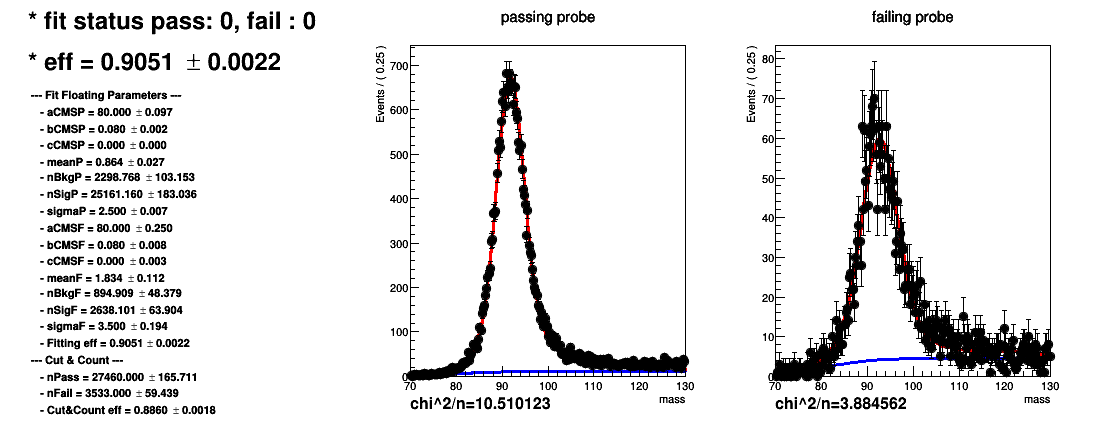 * fit status pass: 0, fail : 0
* eff = 0.9051 ± 0.0022
--- Fit Floating Parameters ---
- aCMSP = 80.000 ± 0.097
- bCMSP = 0.080 ± 0.002
- cCMSP = 0.000 ± 0.000
- meanP = 0.864 ± 0.027
- nBkgP = 2298.768 ± 103.153
- nSigP = 25161.160 ± 183.036
- sigmaP = 2.500 ± 0.007
- aCMSF = 80.000 ± 0.250
- bCMSF = 0.080 ± 0.008
- cCMSF = 0.000 ± 0.003
- meanF = 1.834 ± 0.112
- nBkgF = 894.909 ± 48.379
- nSigF = 2638.101 ± 63.904
- sigmaF = 3.500 ± 0.194
- Fitting eff = 0.9051 ± 0.0022
--- Cut & Count ---
- nPass = 27460.000 ± 165.711
- nFail = 3533.000 ± 59.439
- Cut&Count eff = 0.8860 ± 0.0018
passing probe
Events / ( 0.25 )
700
600
500
400
300
200
100
0
70 80 90 100 110 120 130
mass
chi^2/n=10.510123
failing probe
Events / ( 0.25 )
80
70
60
50
40
30
20
10
0
70 80 90 100 110 120 130
mass
chi^2/n=3.884562